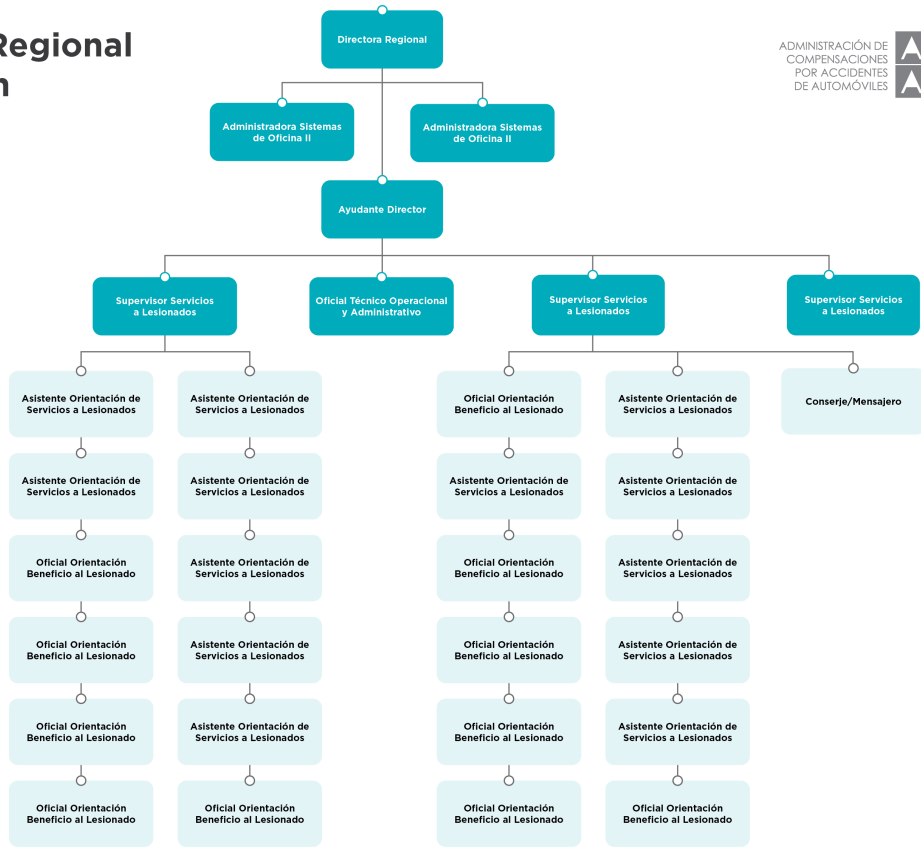 Regional
Directora Regional
ADMINISTRACIÓN DE
COMPENSACIONES
POR ACCIDENTES
DE AUTOMÓVILES
A
A
Administradora Sistemas
de Oficina II
Administradora Sistemas
de Oficina II
Ayudante Director
Supervisor Servicios
a Lesionados
Oficial Técnico Operacional
y Administrativo
Supervisor Servicios
a Lesionados
Supervisor Servicios
a Lesionados
Asistente Orientación de
Servicios a Lesionados
Asistente Orientación de
Servicios a Lesionados
Oficial Orientación
Beneficio al Lesionado
Asistente Orientación de
Servicios a Lesionados
Conserje/Mensajero
Asistente Orientación de
Servicios a Lesionados
Asistente Orientación de
Servicios a Lesionados
Asistente Orientación de
Servicios a Lesionados
Asistente Orientación de
Servicios a Lesionados
Oficial Orientación
Beneficio al Lesionado
Asistente Orientación de
Servicios a Lesionados
Oficial Orientación
Beneficio al Lesionado
Asistente Orientación de
Servicios a Lesionados
Oficial Orientación
Beneficio al Lesionado
Asistente Orientación de
Servicios a Lesionados
Oficial Orientación
Beneficio al Lesionado
Asistente Orientación de
Servicios a Lesionados
Oficial Orientación
Beneficio al Lesionado
Asistente Orientación de
Servicios a Lesionados
Oficial Orientación
Beneficio al Lesionado
Asistente Orientación de
Servicios a Lesionados
Oficial Orientación
Beneficio al Lesionado
Oficial Orientación
Beneficio al Lesionado
Oficial Orientación
Beneficio al Lesionado
Oficial Orientación
Beneficio al Lesionado